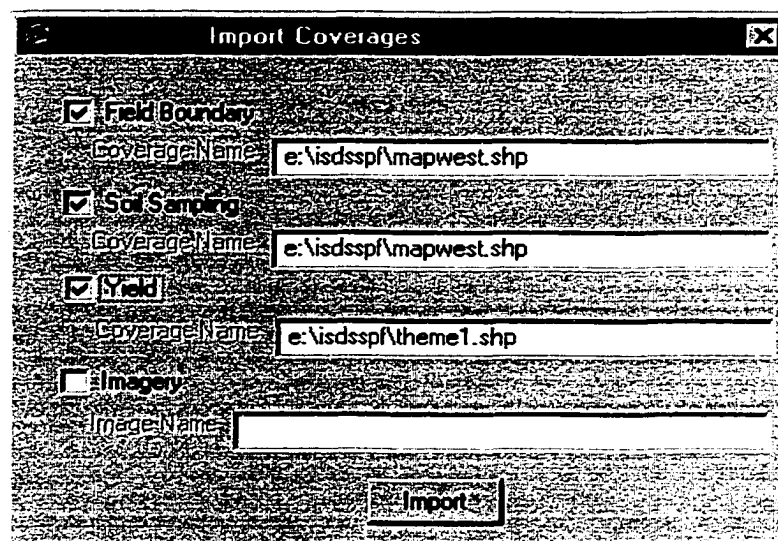 Import Coverages
Field Boundary
Coverage Name e:\isdsspf\mapwest.shp
Soil Sampling
Coverage Name e:\isdsspf\mapwest.shp
Yield
Coverage Name e:\isdsspf\theme1.shp
Imagery
Image Name
Import